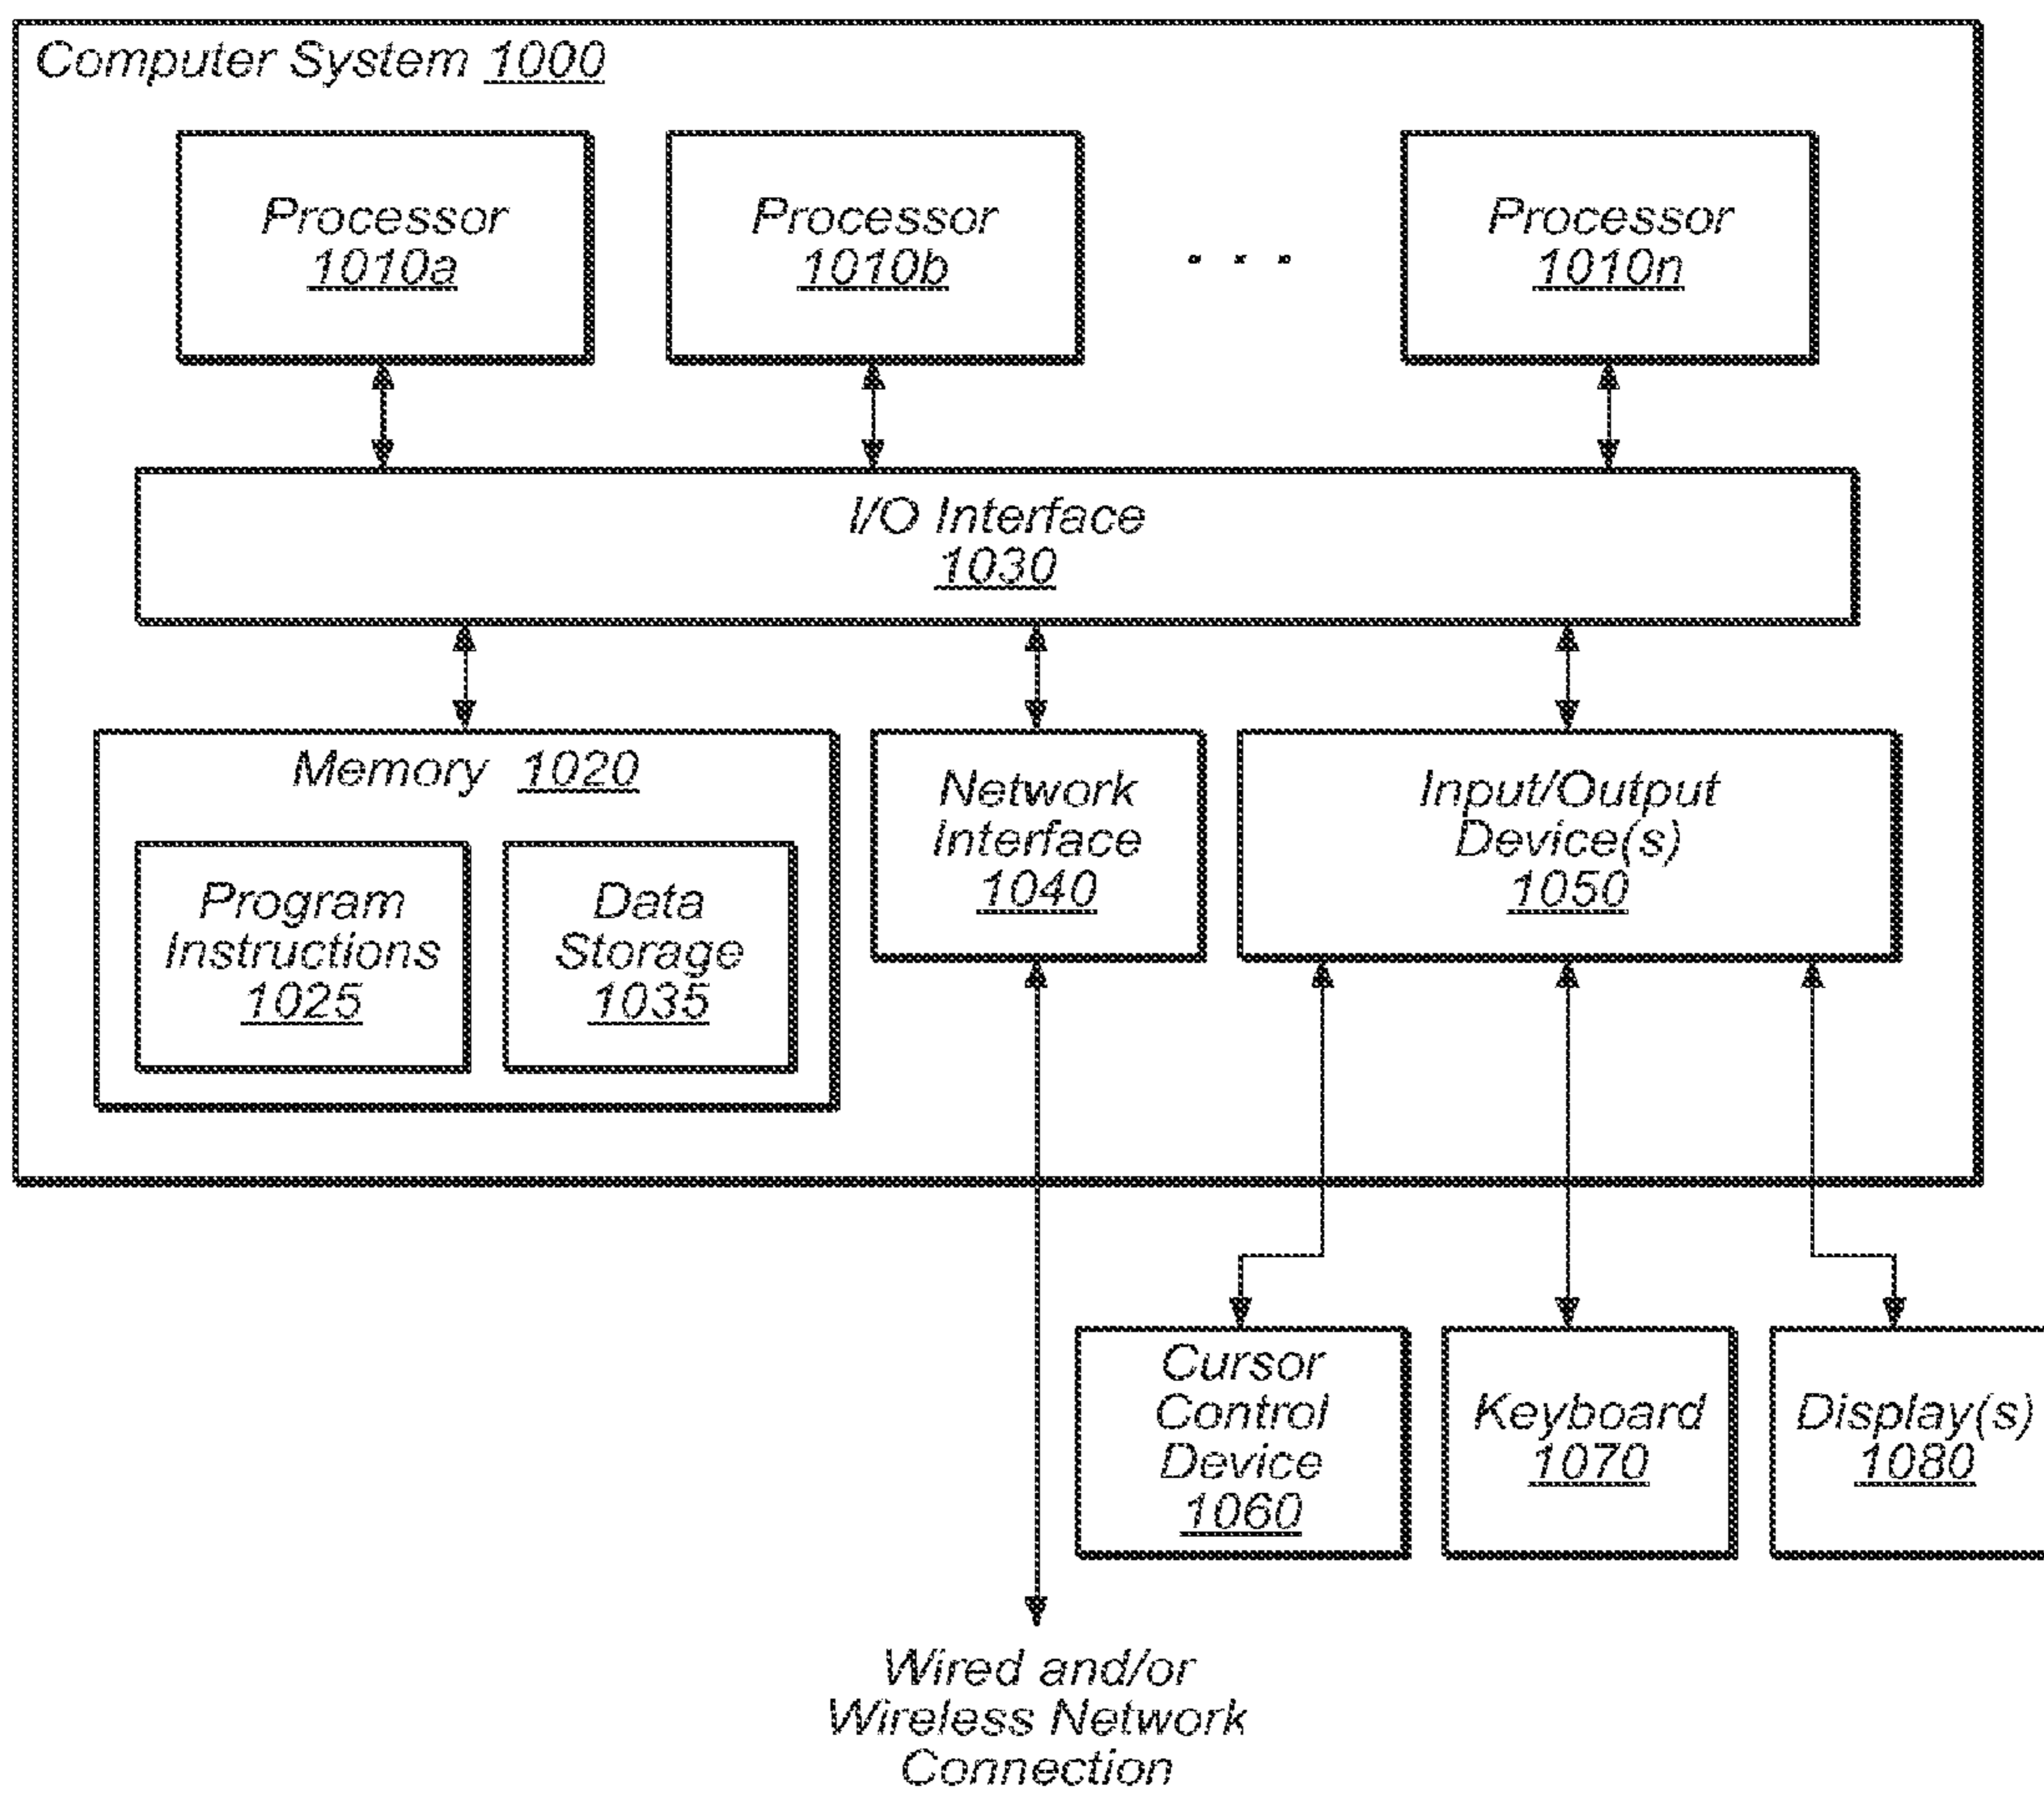 Computer System 1000
Processor
1010a
Processor
1010b
. . .
Processor
1010n
I/O Interface
1030
Memory 1020
Program
Instructions
1025
Data
Storage
1035
Network
Interface
1040
Input/Output
Device(s)
1050
Cursor
Control
Device
1060
Keyboard
1070
Display(s)
1080
Wired and/or
Wireless Network
Connection